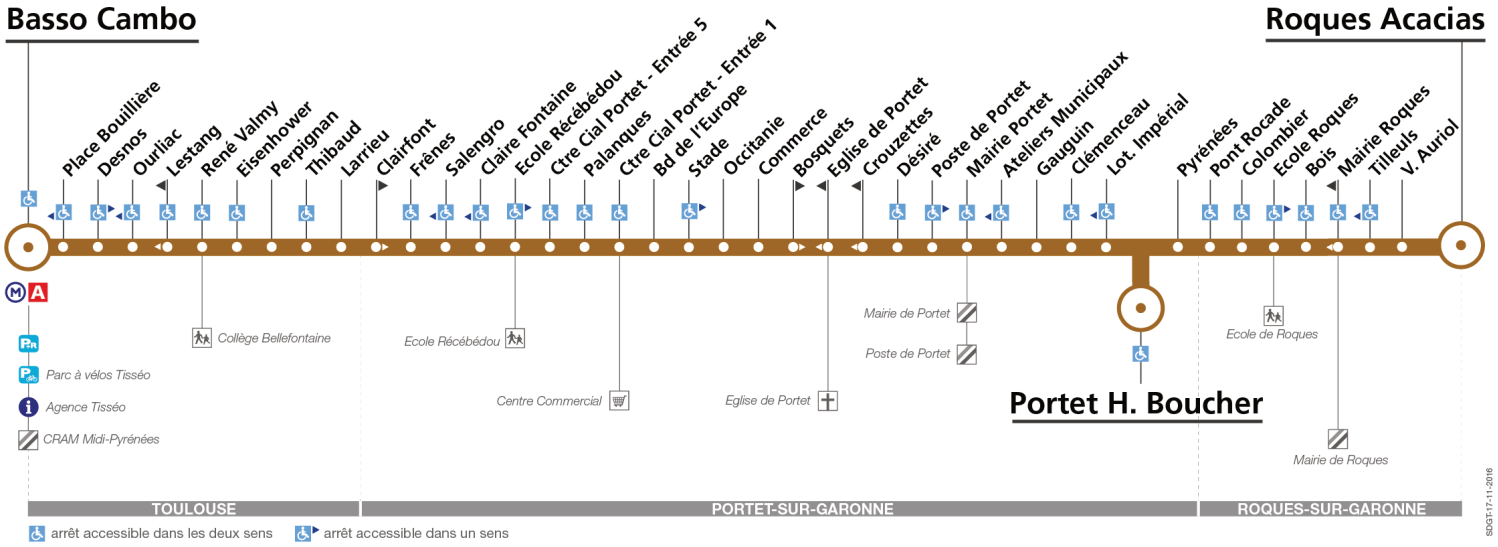 Basso Cambo
Roques Acacias
Place Bouillière
Desnos
Ourliac
Lestang
René Valmy
Eisenhower
Perpignan
Thibaud
Larrieu
Clairfont
Frênes
Salengro
Claire Fontaine
Ecole Récébédou
Ctre Cial Portet - Entrée 5
Palanques
Ctre Cial Portet - Entrée 1
Bd de l'Europe
Stade
Occitanie
Commerce
Bosquets
Eglise de Portet
Crouzettes
Désiré
Poste de Portet
Mairie Portet
Ateliers Municipaux
Gauguin
Clémenceau
Lot. Impérial
Pyrénées
Pont Rocade
Colombier
Ecole Roques
Bois
Mairie Roques
Tilleuls
V. Auriol
M A
P+R
Parc à vélos Tisséo
Agence Tisséo
CRAM Midi-Pyrénées
Collège Bellefontaine
Ecole Récébédou
Centre Commercial
Eglise de Portet
Mairie de Portet
Poste de Portet
Portet H. Boucher
Ecole de Roques
Mairie de Roques
TOULOUSE
PORTET-SUR-GARONNE
ROQUES-SUR-GARONNE
arrêt accessible dans les deux sens
arrêt accessible dans un sens
SDGT-17-11-2016